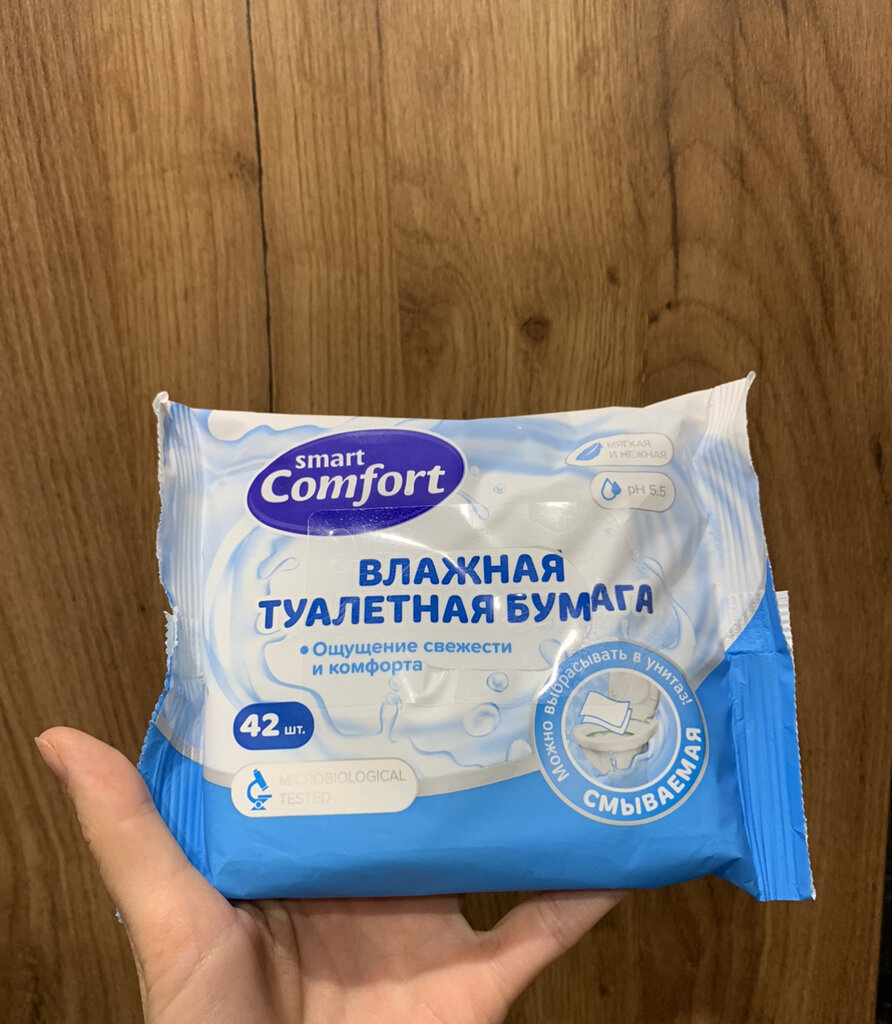 smart
Comfort
МЯГКАЯ
И НЕЖНАЯ
pH 5.5
ВЛАЖНАЯ
ТУАЛЕТНАЯ БУМАГА
• Ощущение свежести
и комфорта
42 шт.
Можно выбрасывать в унитаз!
СМЫВАЕМАЯ
MICROBIOLOGICAL
TESTED